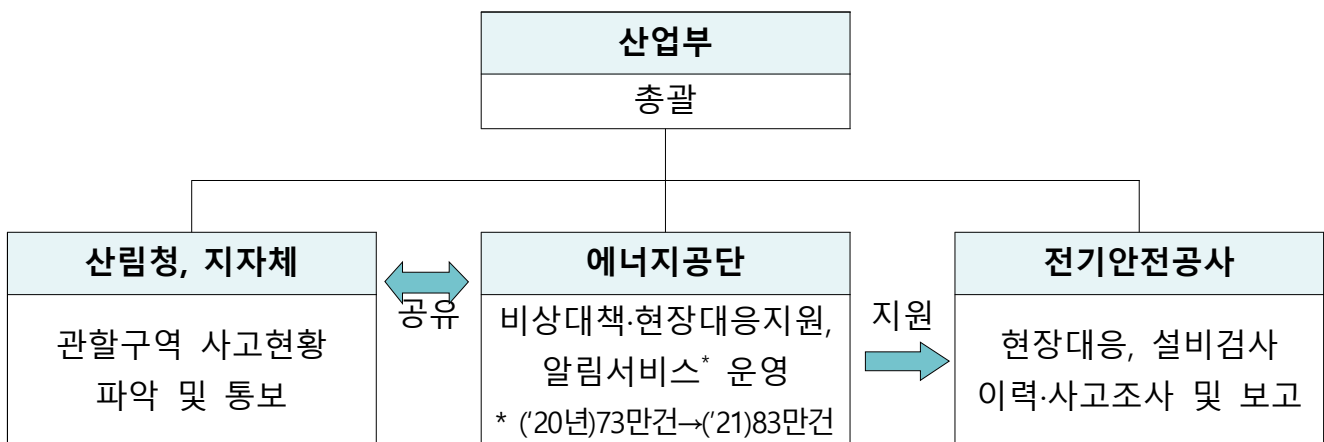 산업부
총괄
산림청, 지자체
관할구역 사고현황
파악 및 통보
공유
에너지공단
비상대책·현장대응지원,
알림서비스* 운영
* (’20년)73만건→(’21)83만건
지원
전기안전공사
현장대응, 설비검사
이력·사고조사 및 보고